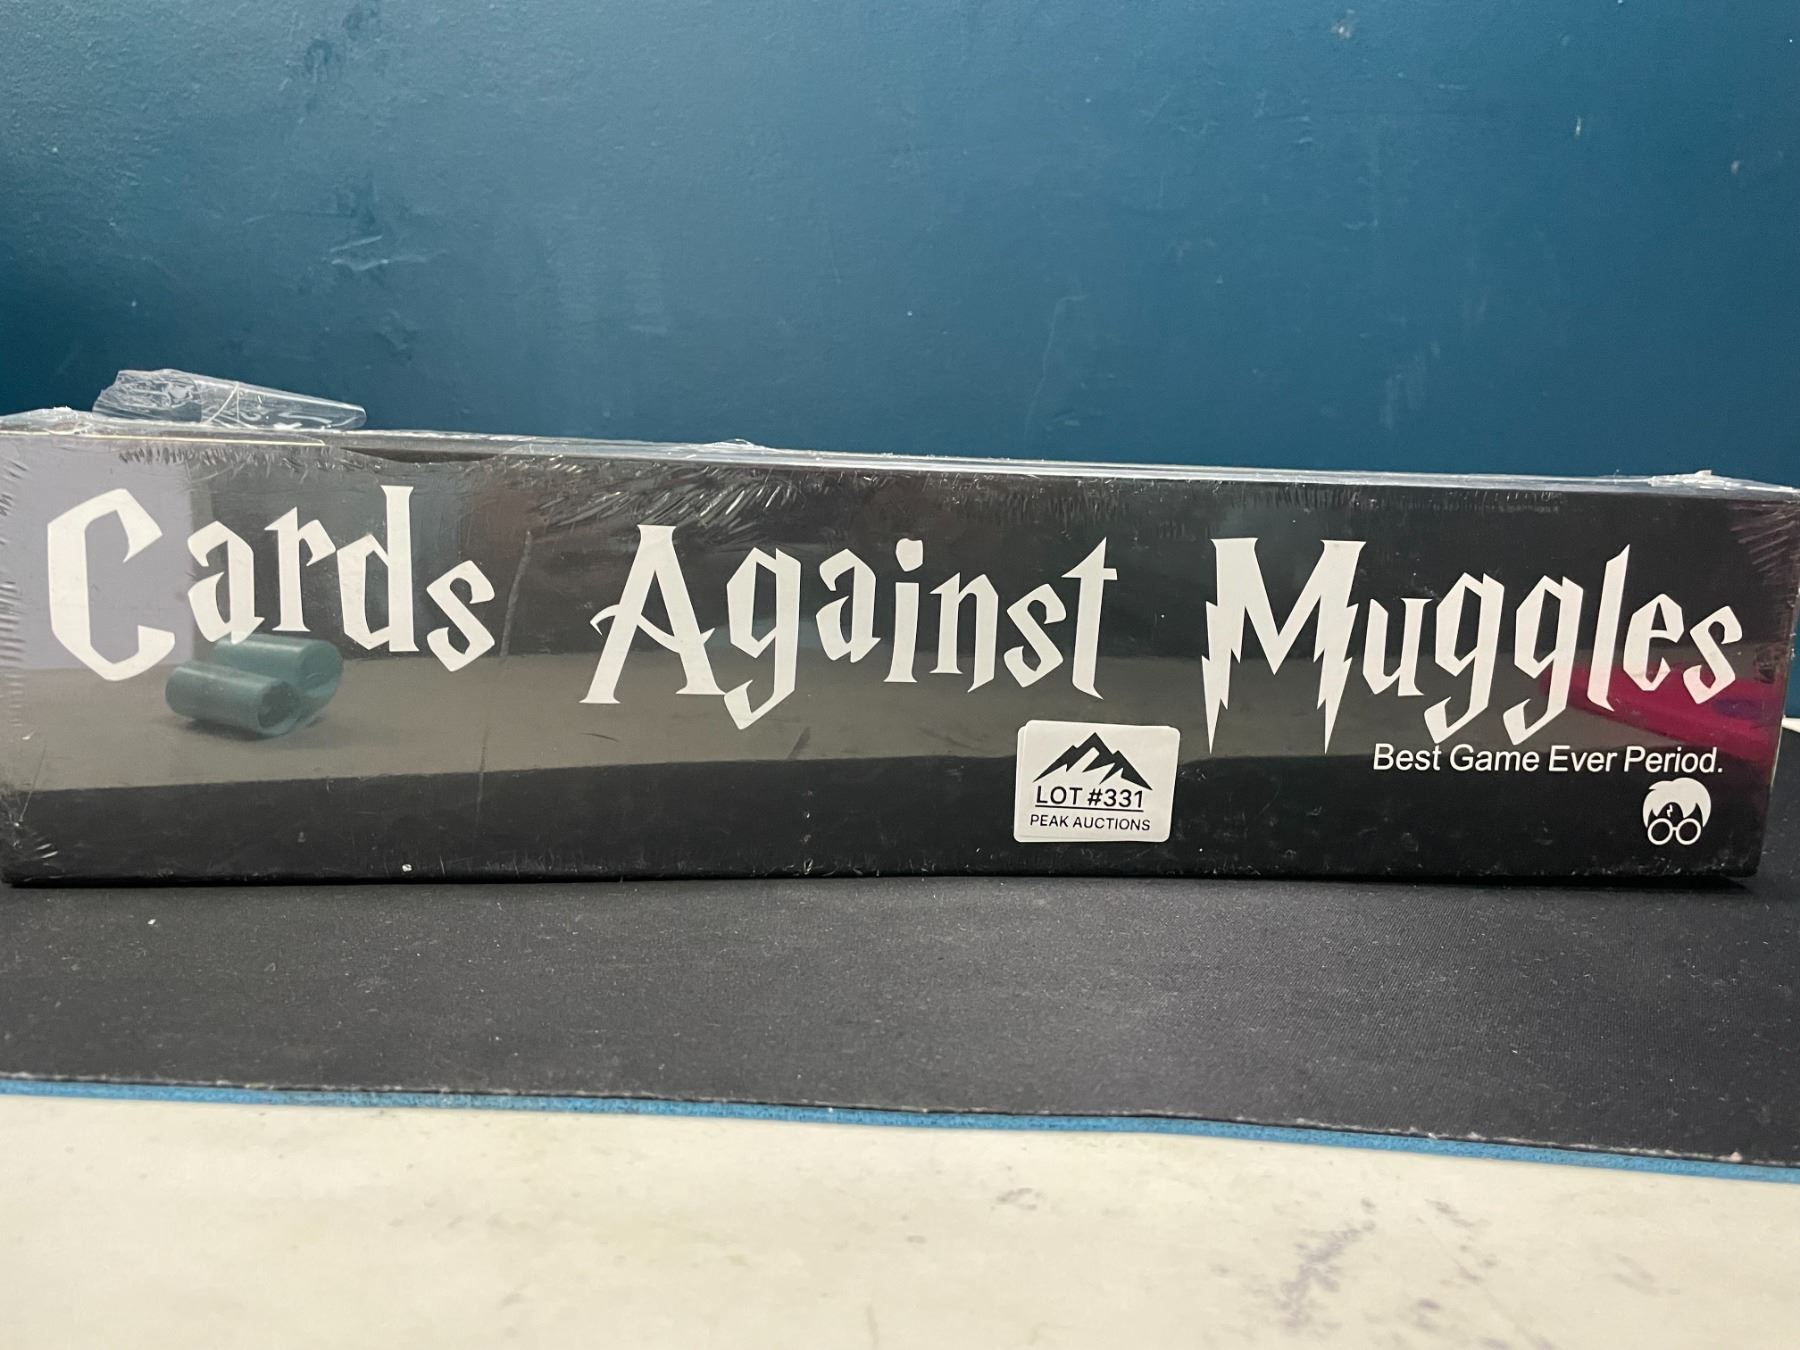 Cards Against Muggles
Best Game Ever Period.
LOT #331
PEAK AUCTIONS